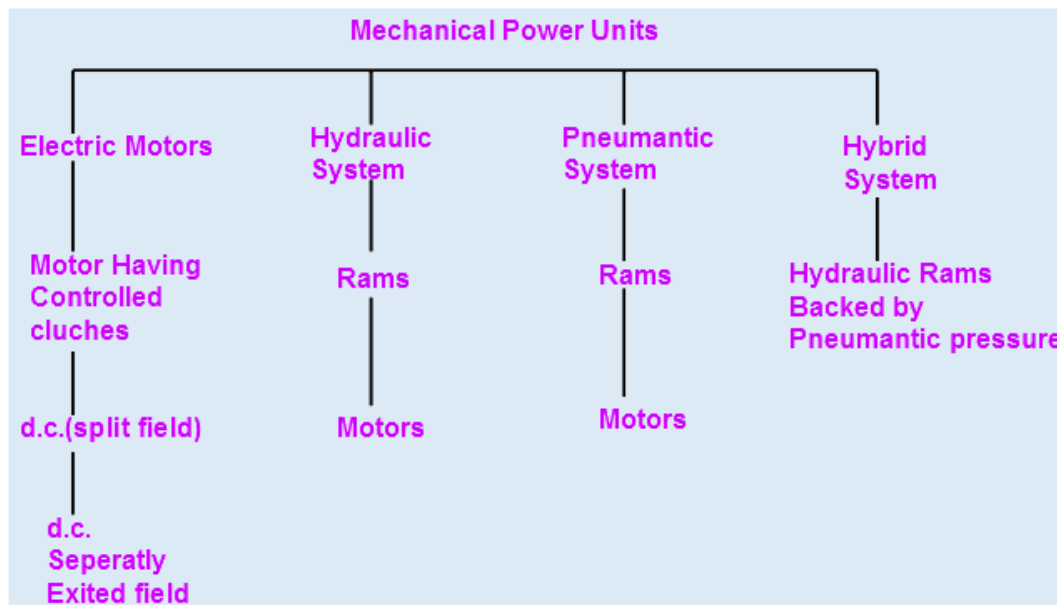 Mechanical Power Units
Electric Motors
Hydraulic
System
Pneumantic
System
Hybrid
System
Motor Having
Controlled
cluches
Rams
Rams
Hydraulic Rams
Backed by
Pneumantic pressure
d.c.(split field)
Motors
Motors
d.c.
Seperatly
Exited field